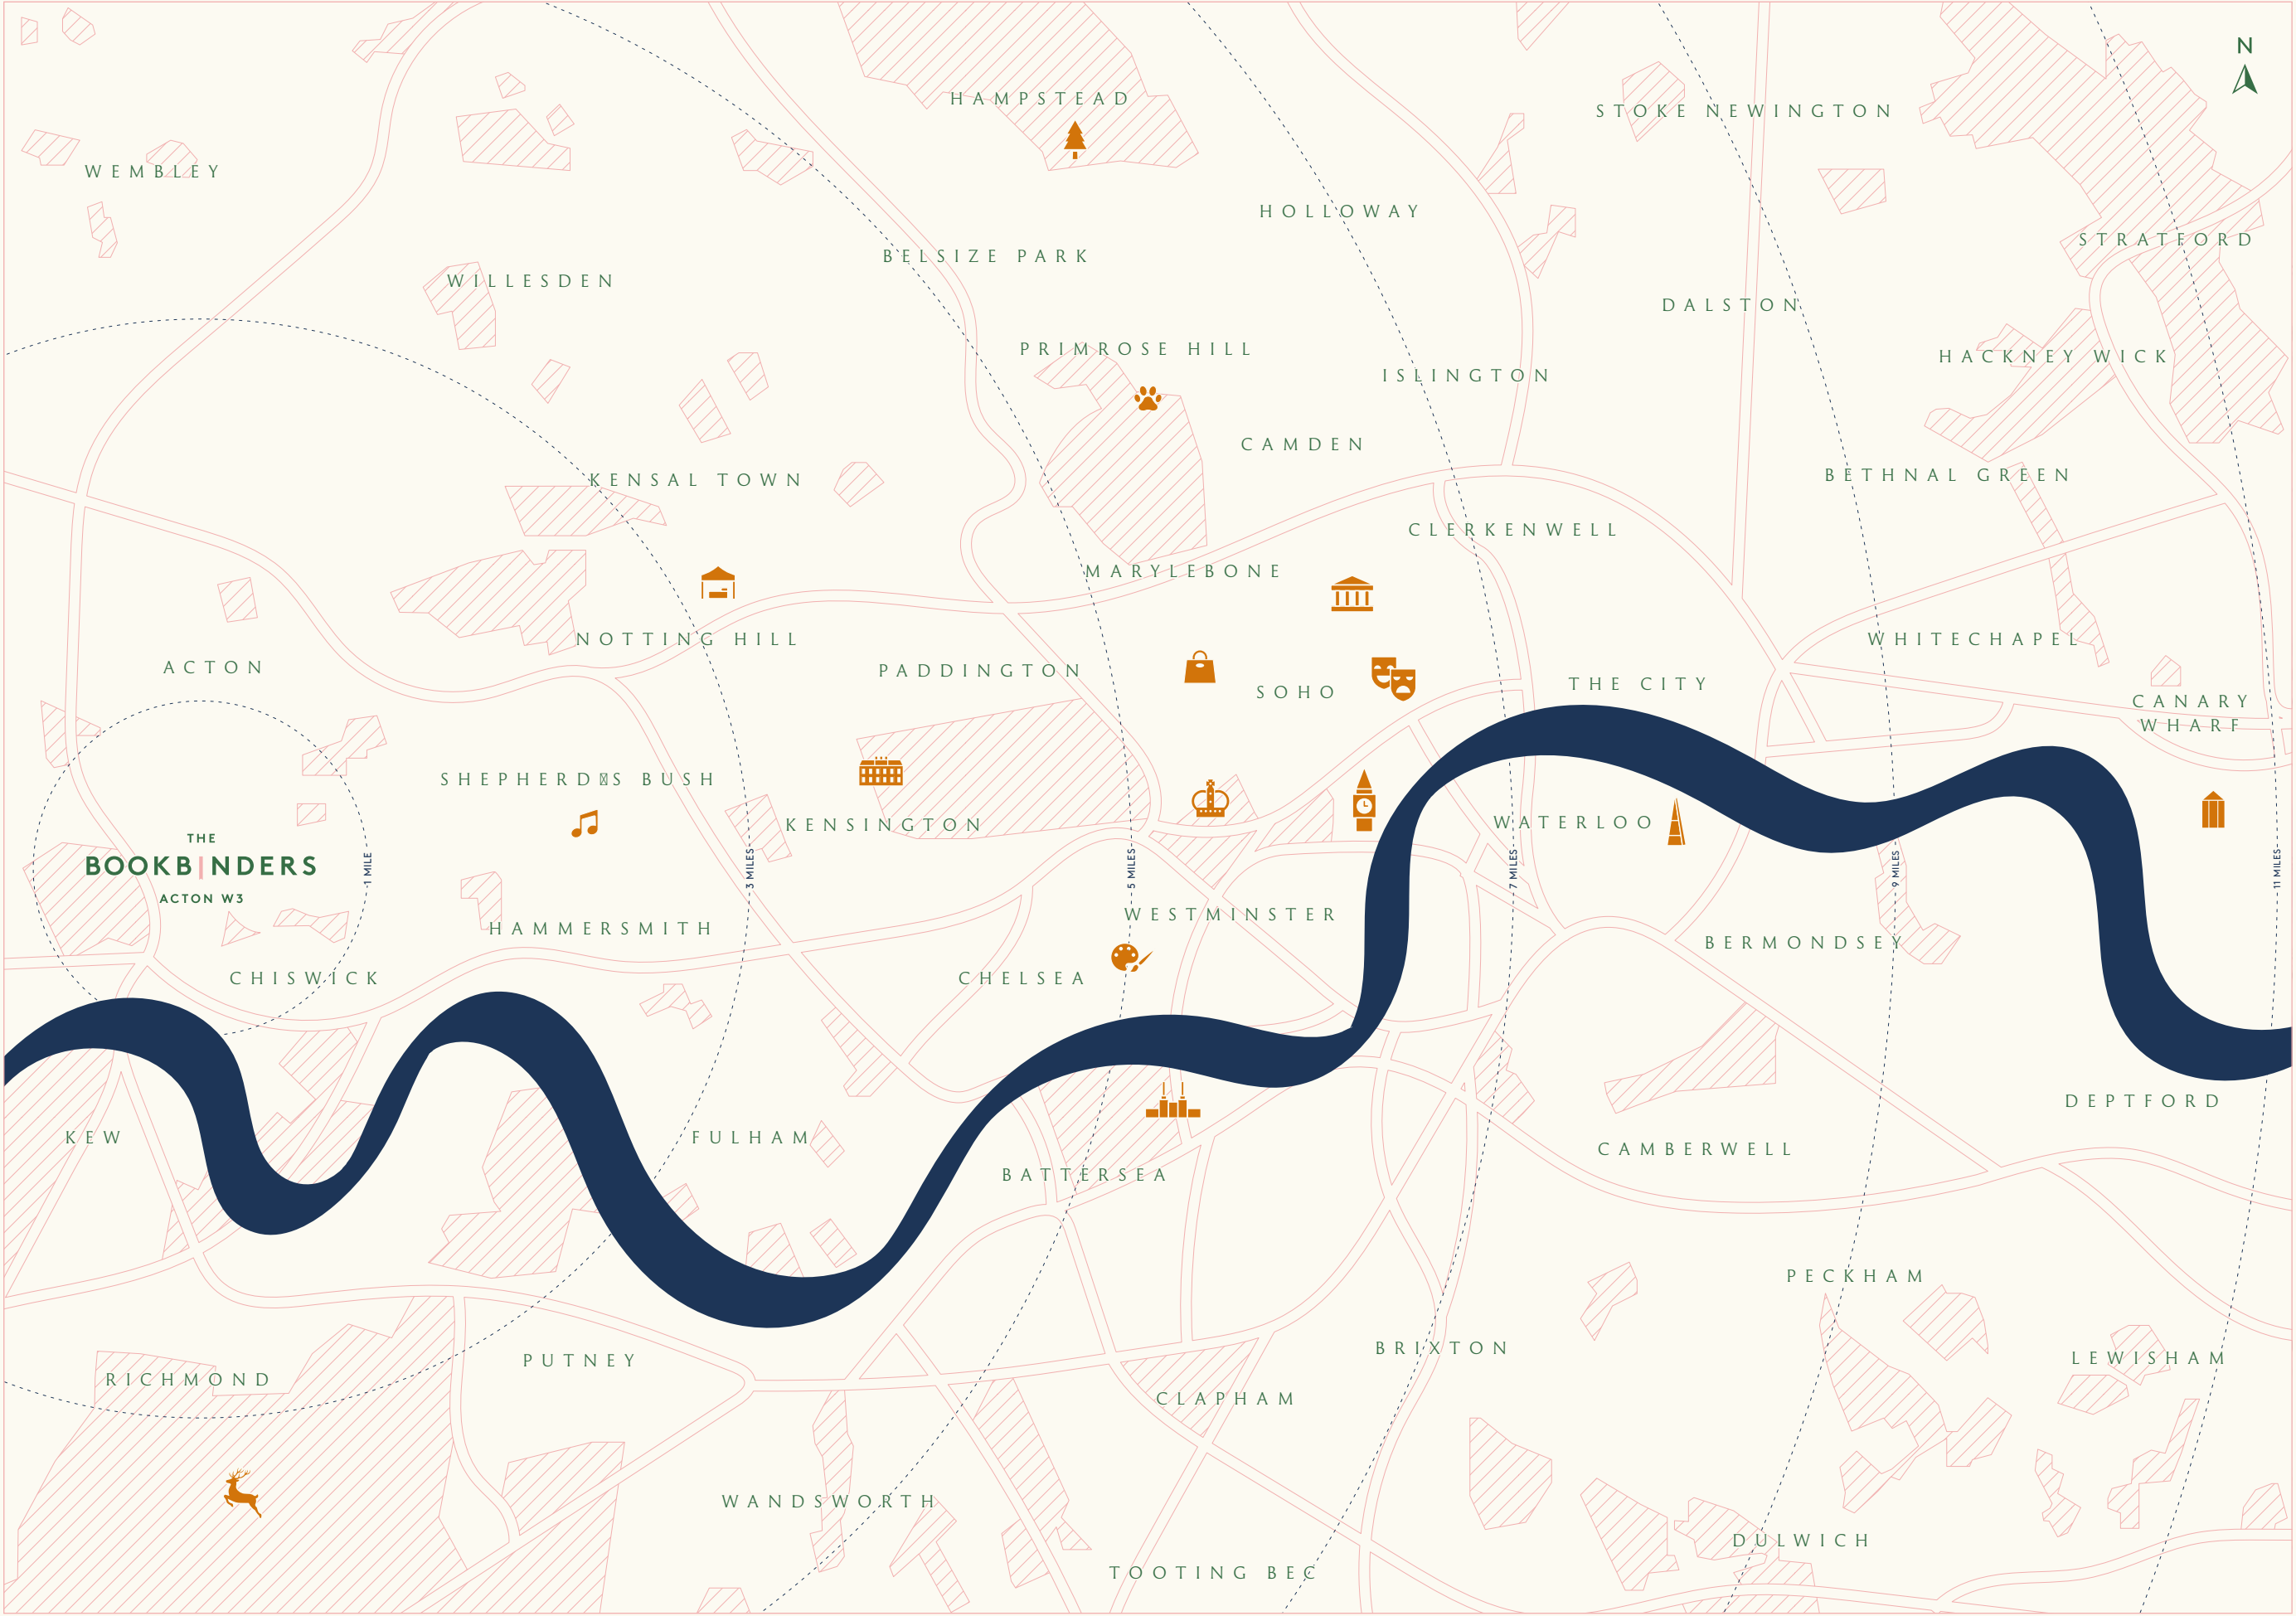 N
HAMPSTEAD
STOKE NEWINGTON
WEMBLEY
HOLLOWAY
STRATFORD
BELSIZE PARK
WILLESDEN
DALSTON
PRIMROSE HILL
HACKNEY WICK
ISLINGTON
CAMDEN
BETHNAL GREEN
KENSAL TOWN
CLERKENWELL
MARYLEBONE
NOTTING HILL
WHITECHAPEL
ACTON
PADDINGTON
SOHO
THE CITY
CANARY
WHARF
SHEPHERD▯S BUSH
KENSINGTON
WATERLOO
THE
BOOKB|NDERS
ACTON W3
1 MILE
3 MILES
5 MILES
7 MILES
9 MILES
11 MILES
WESTMINSTER
HAMMERSMITH
BERMONDSEY
CHISWICK
CHELSEA
DEPTFORD
KEW
FULHAM
CAMBERWELL
BATTERSEA
PECKHAM
BRIXTON
PUTNEY
LEWISHAM
RICHMOND
CLAPHAM
WANDSWORTH
DULWICH
TOOTING BEC